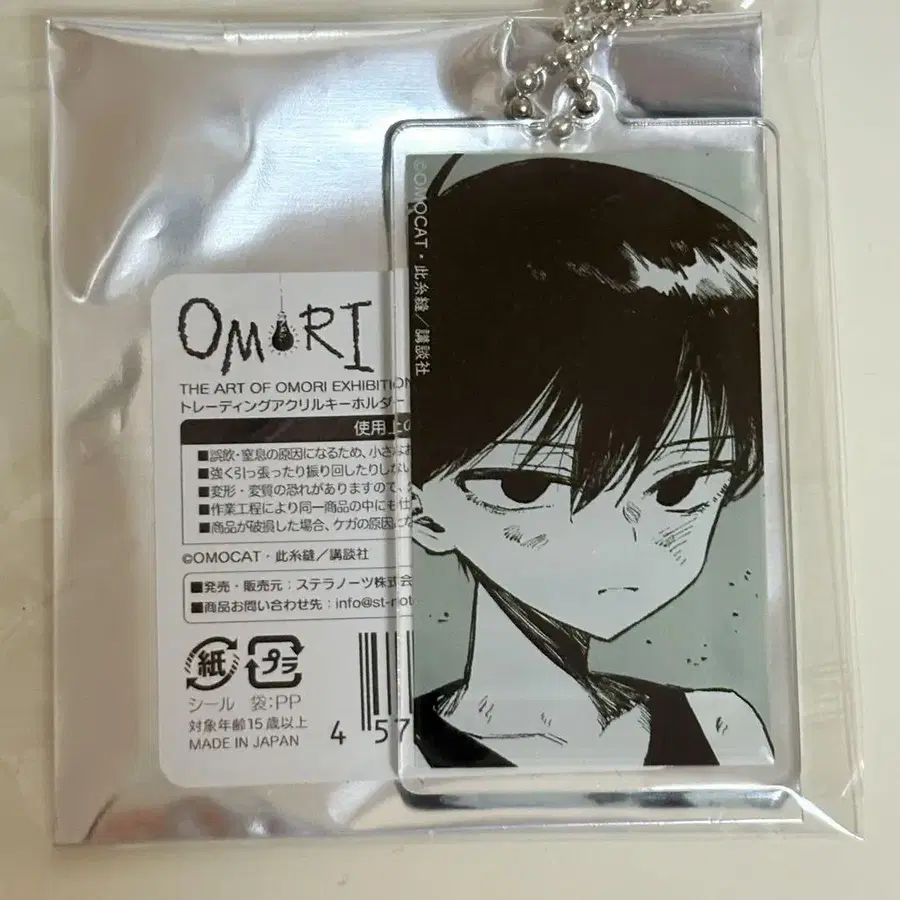 OMORI
THE ART OF OMORI EXHIBITION
トレーディングアクリルキーホルダー
使用上の
■誤飲・窒息の原因になるため、小さなお
■強く引っ張ったり振り回したりしない
■変形・変質の恐れがありますので、
■作業工程により同一商品の中にも仕
■商品が破損した場合、ケガの原因にな
©OMOCAT・此糸縫／講談社
■発売・販売元：ステラノーツ株式会
■商品お問い合わせ先：info@st-not
紙 プラ
シール 袋:PP
対象年齢15歳以上
MADE IN JAPAN
4 57
©OMOCAT・此糸縫／講談社